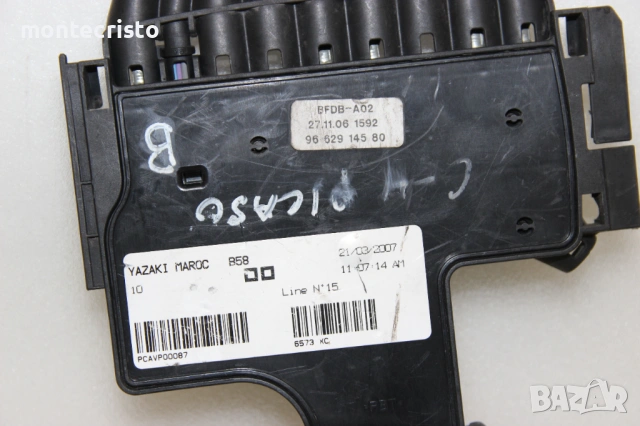 montecristo
BFDB-A02
27.11.06 1592
96 629 145 80
B
C-4
PICASO
YAZAKI MAROC B58
21/03/2007
10
11:07:14 AM
Line N°15
PCAVP00087
6573 KC
BAZAR